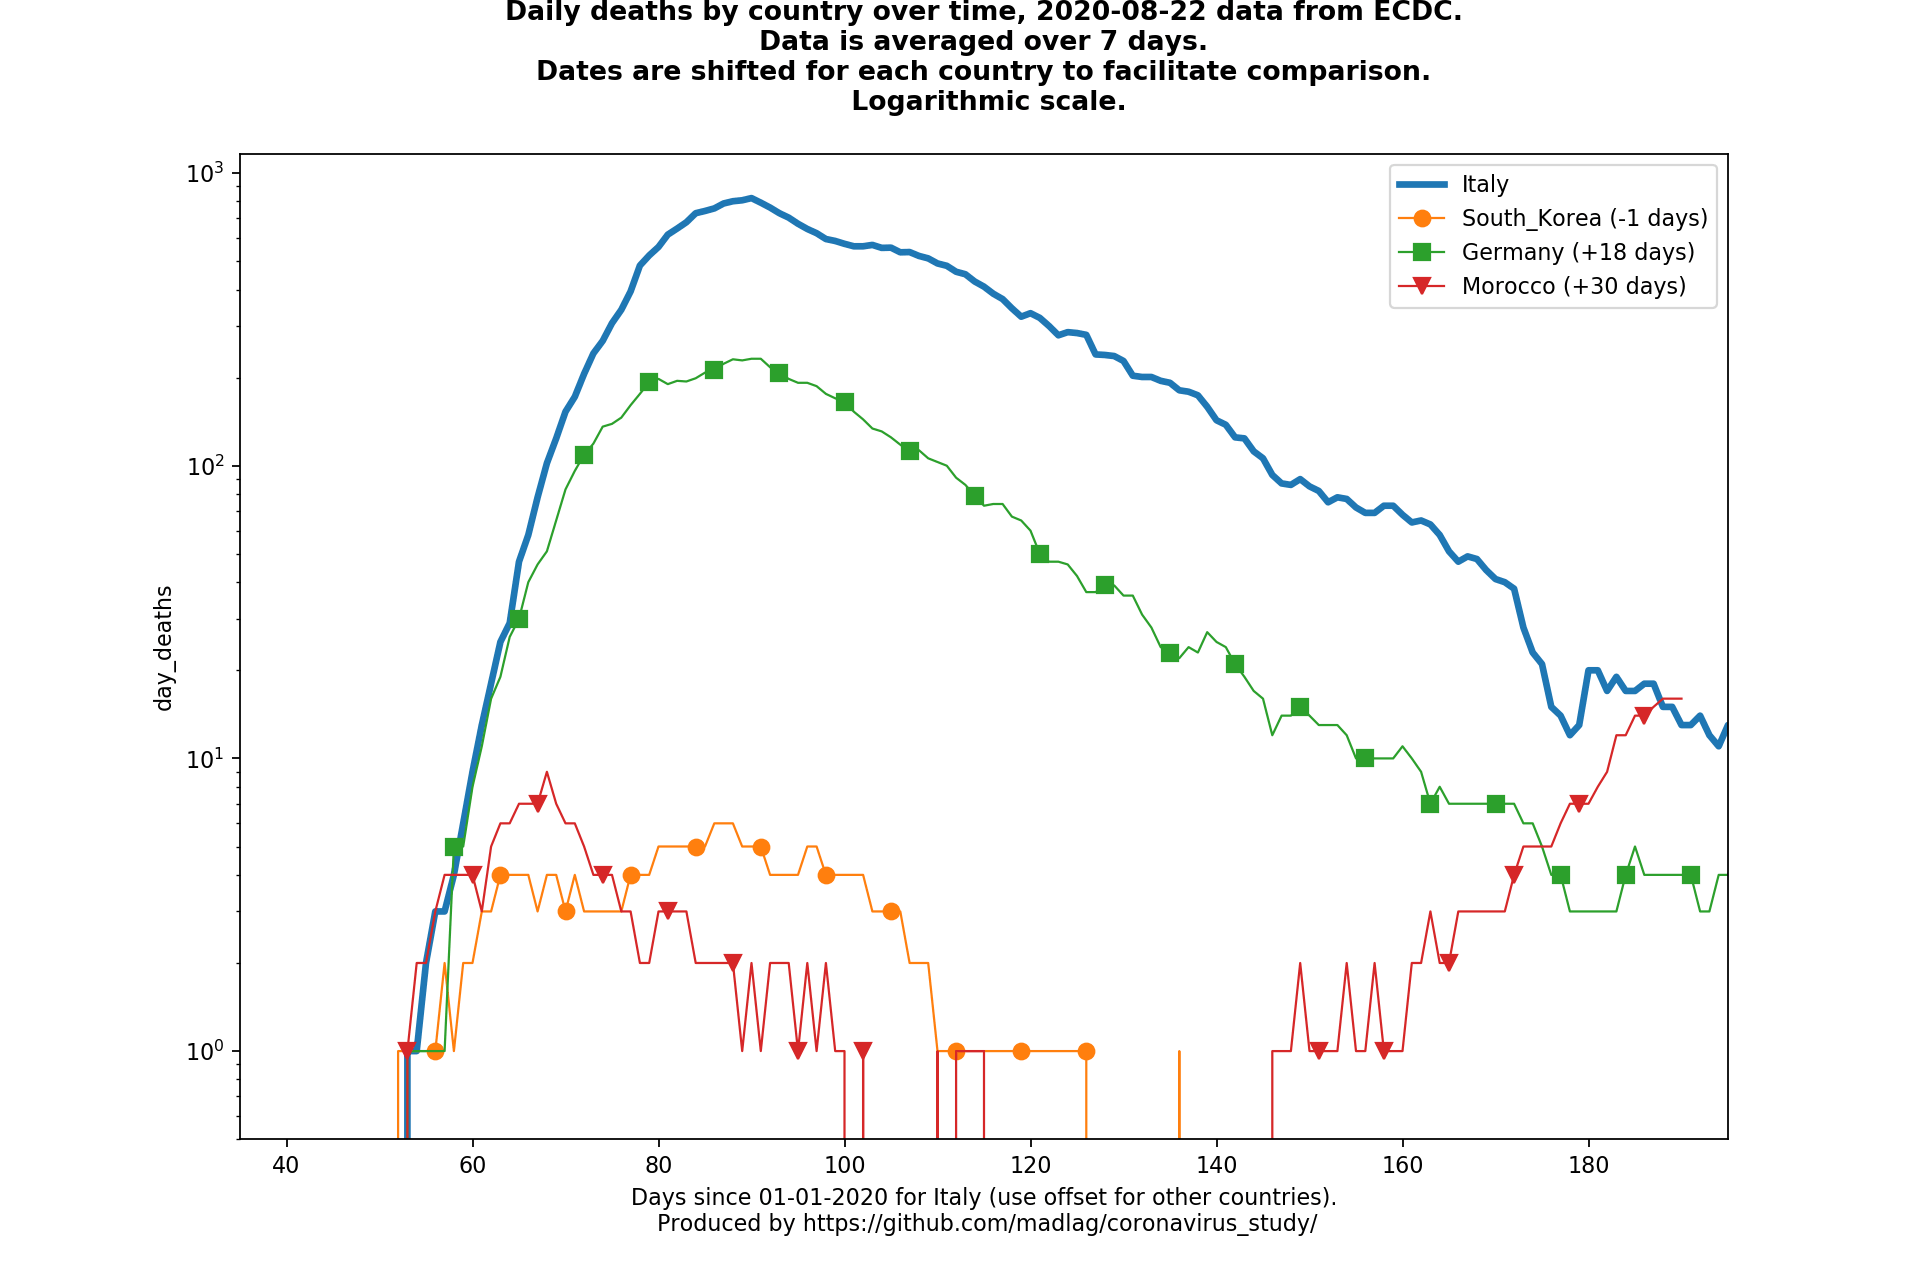 Daily deaths by country over time, 2020-08-22 data from ECDC.
Data is averaged over 7 days.
Dates are shifted for each country to facilitate comparison.
Logarithmic scale.
10³
10²
10¹
10⁰
day_deaths
Italy
South_Korea (-1 days)
Germany (+18 days)
Morocco (+30 days)
40 60 80 100 120 140 160 180
Days since 01-01-2020 for Italy (use offset for other countries).
Produced by https://github.com/madlag/coronavirus_study/